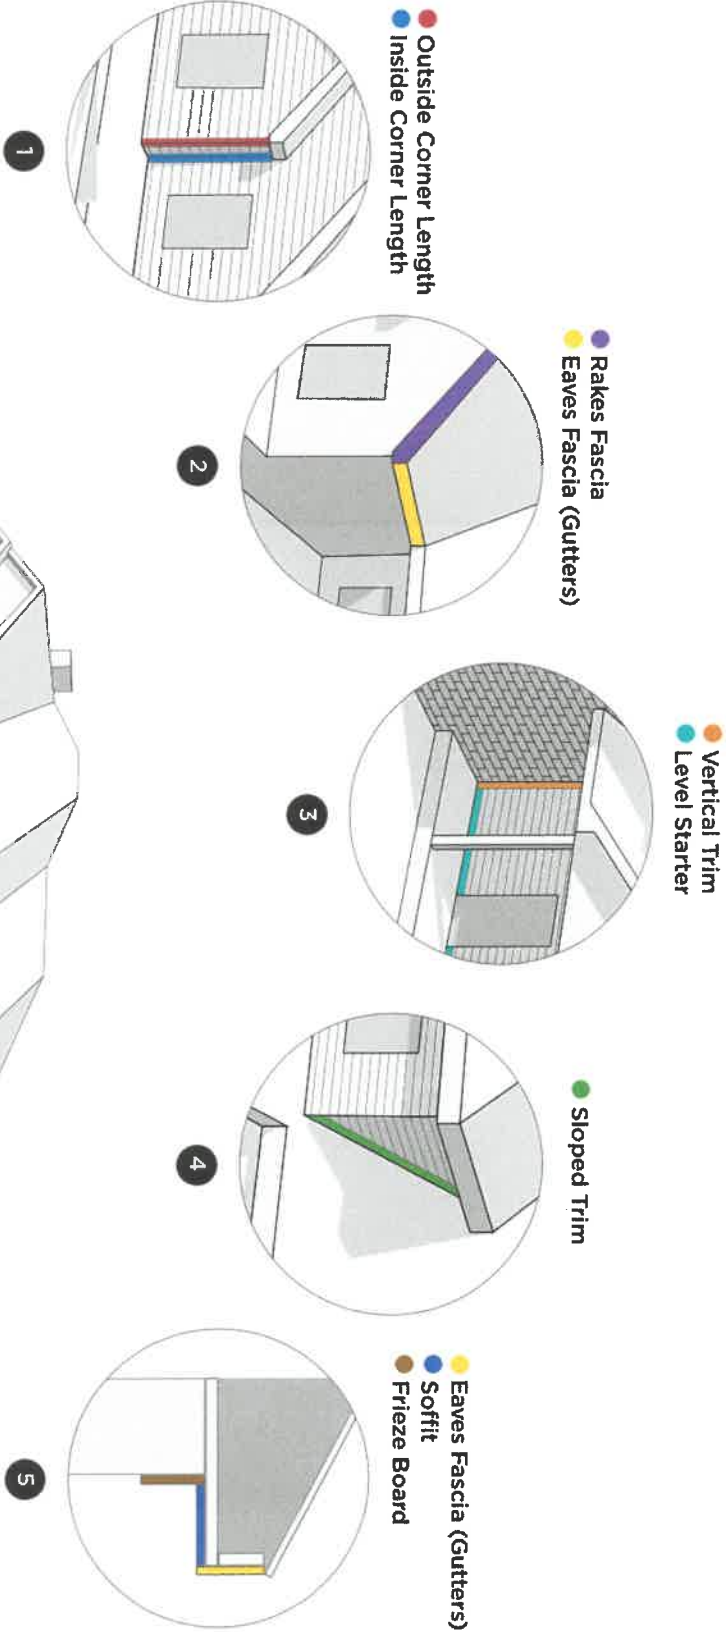 Outside Corner Length
Inside Corner Length
1
Rakes Fascia
Eaves Fascia (Gutters)
2
Vertical Trim
Level Starter
3
Sloped Trim
4
Eaves Fascia (Gutters)
Soffit
Frieze Board
5